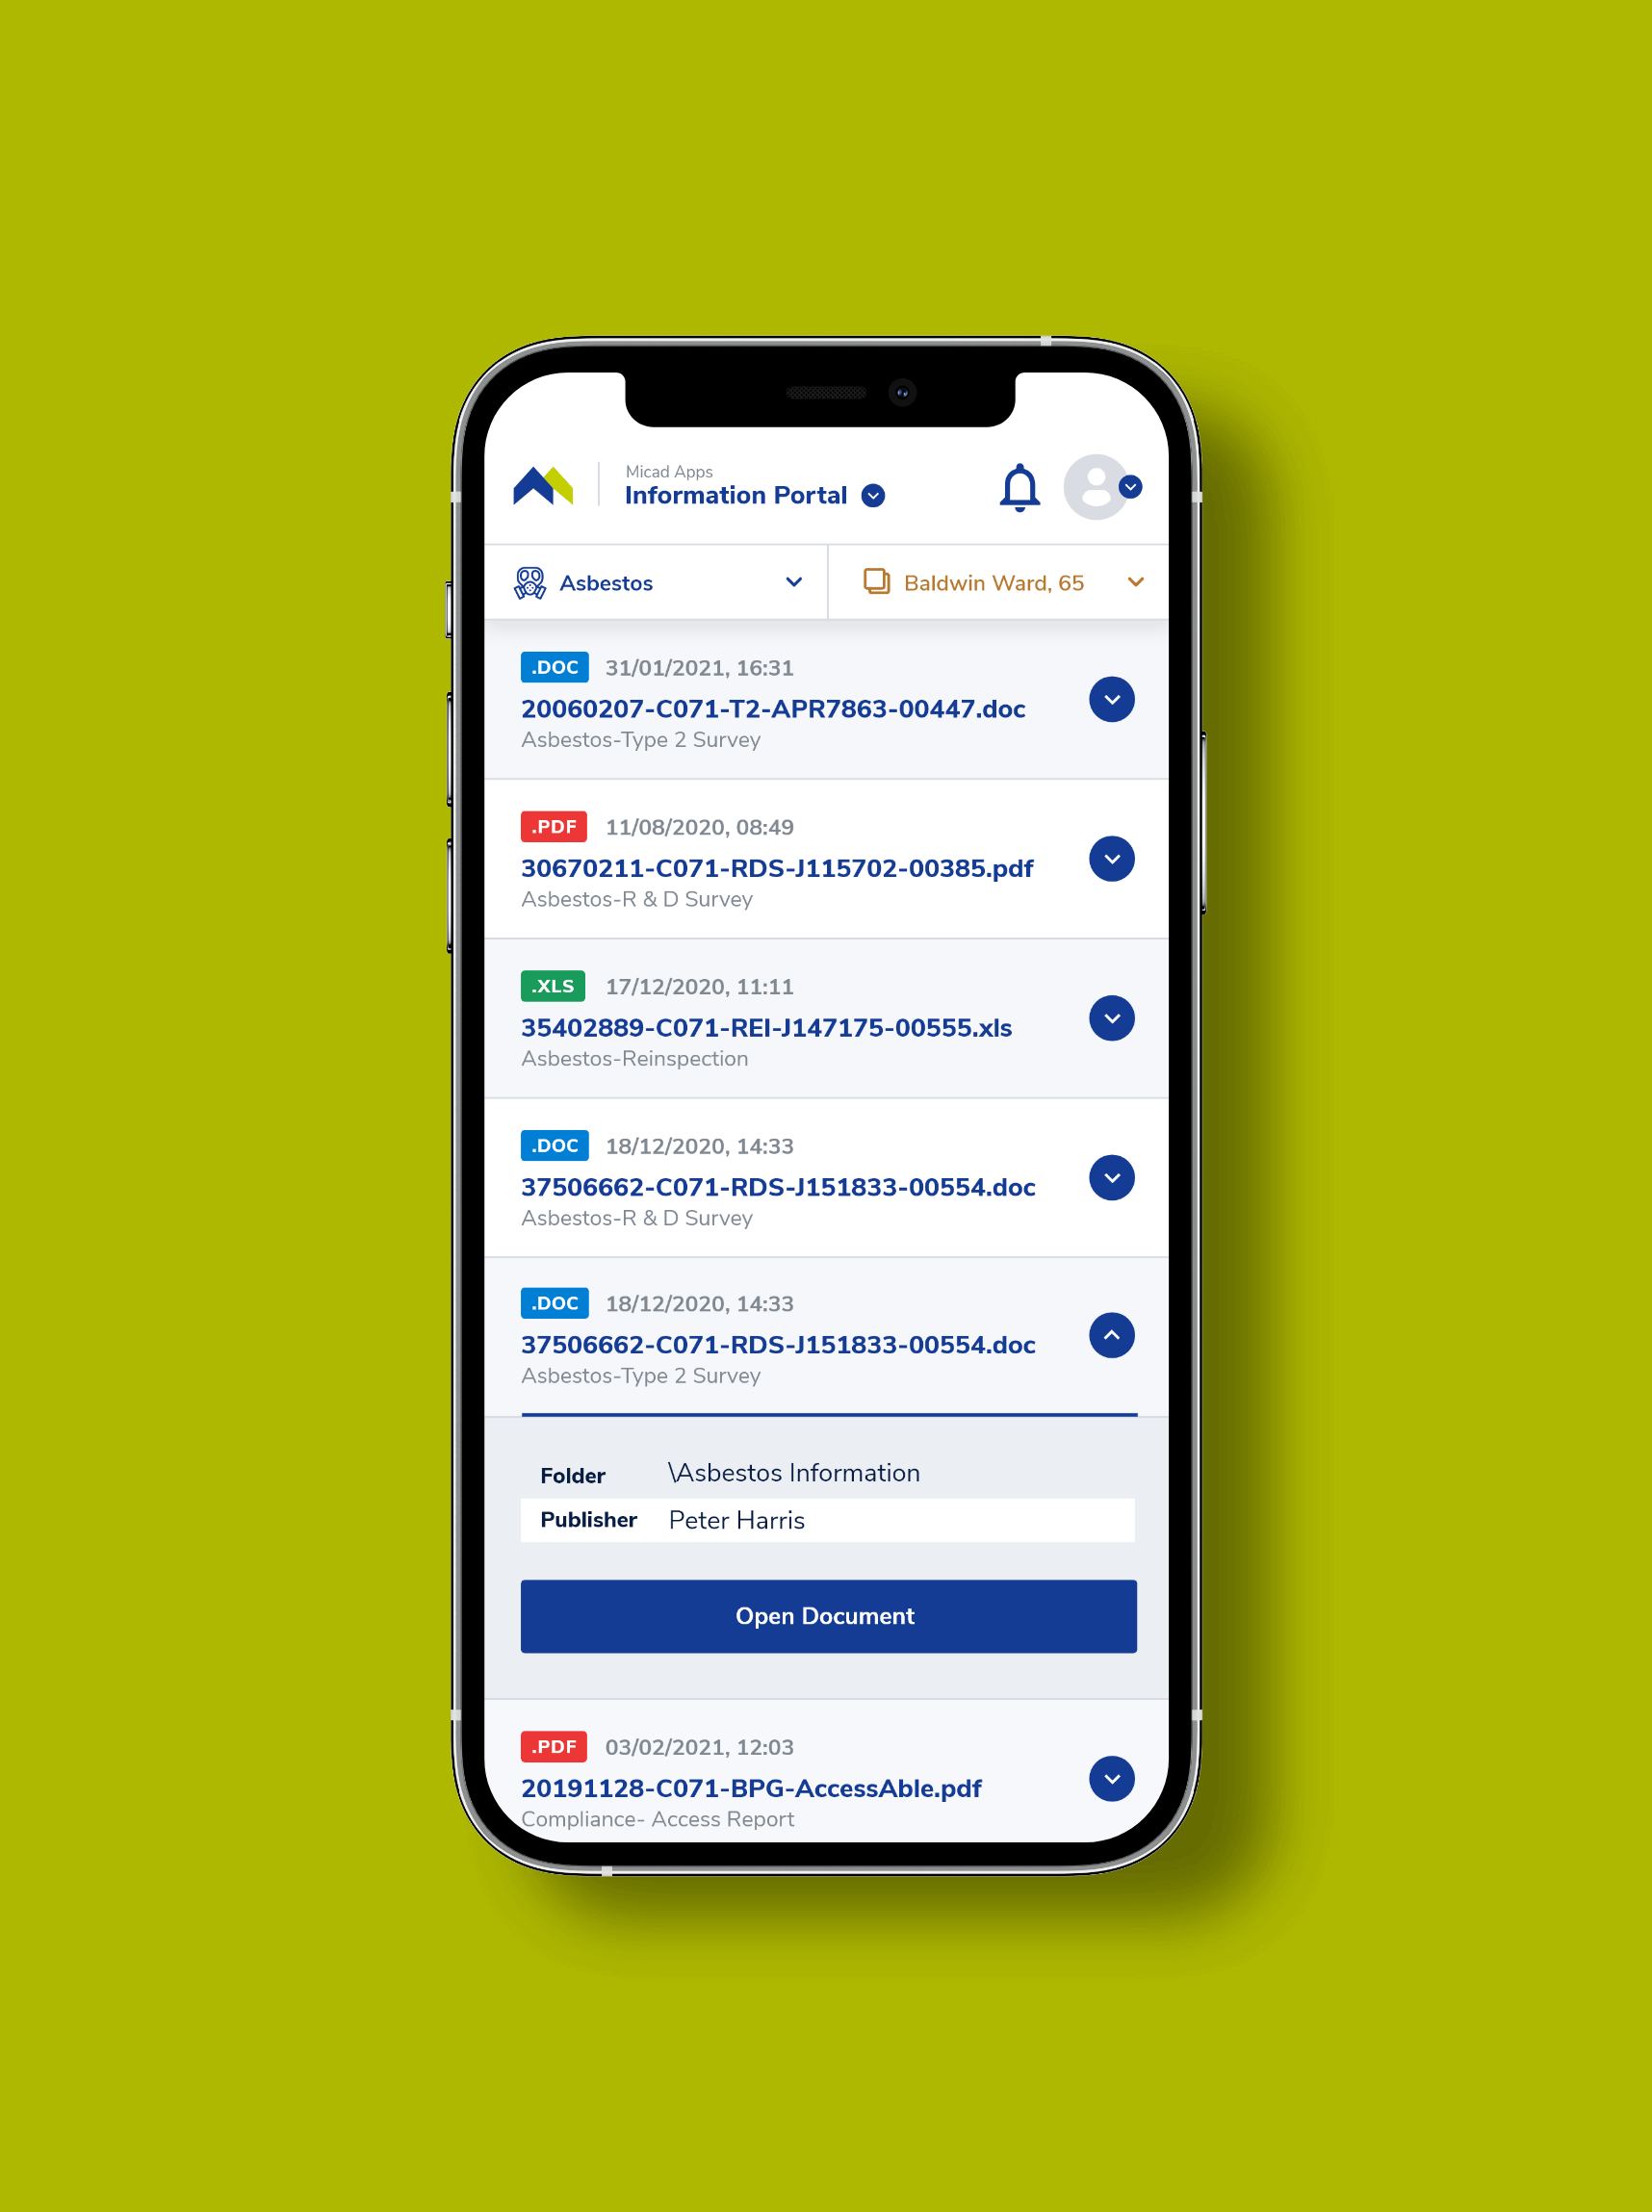 Micad Apps
Information Portal
Asbestos
Baldwin Ward, 65
.DOC 31/01/2021, 16:31
20060207-C071-T2-APR7863-00447.doc
Asbestos-Type 2 Survey
.PDF 11/08/2020, 08:49
30670211-C071-RDS-J115702-00385.pdf
Asbestos-R & D Survey
.XLS 17/12/2020, 11:11
35402889-C071-REI-J147175-00555.xls
Asbestos-Reinspection
.DOC 18/12/2020, 14:33
37506662-C071-RDS-J151833-00554.doc
Asbestos-R & D Survey
.DOC 18/12/2020, 14:33
37506662-C071-RDS-J151833-00554.doc
Asbestos-Type 2 Survey
Folder \Asbestos Information
Publisher Peter Harris
Open Document
.PDF 03/02/2021, 12:03
20191128-C071-BPG-AccessAble.pdf
Compliance- Access Report